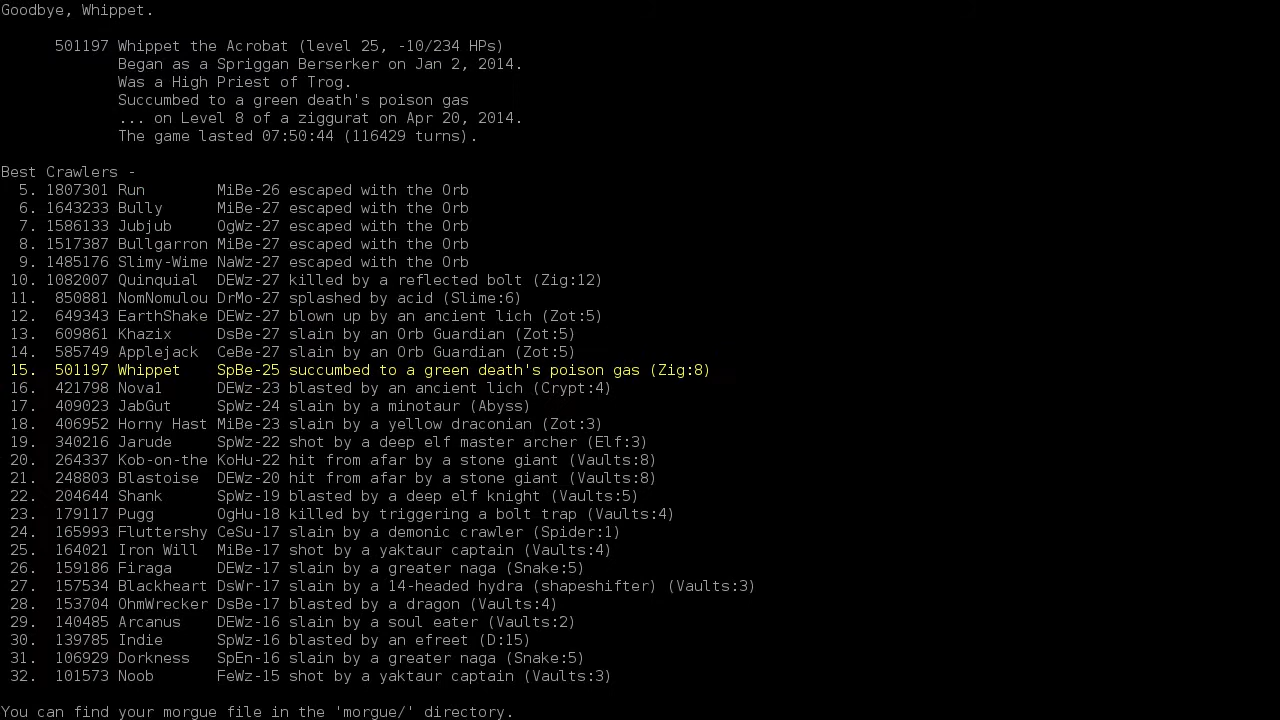 Goodbye, Whippet.
501197 Whippet the Acrobat (level 25, -10/234 HPs)
Began as a Spriggan Berserker on Jan 2, 2014.
Was a High Priest of Trog.
Succumbed to a green death's poison gas
... on Level 8 of a ziggurat on Apr 20, 2014.
The game lasted 07:50:44 (116429 turns).
Best Crawlers -
5. 1807301 Run MiBe-26 escaped with the Orb
6. 1643233 Bully MiBe-27 escaped with the Orb
7. 1586133 Jubjub OgWz-27 escaped with the Orb
8. 1517387 Bullgarron MiBe-27 escaped with the Orb
9. 1485176 Slimy-Wime NaWz-27 escaped with the Orb
10. 1082007 Quinquial DEWz-27 killed by a reflected bolt (Zig:12)
11. 850881 NomNomulou DrMo-27 splashed by acid (Slime:6)
12. 649343 EarthShake DEWz-27 blown up by an ancient lich (Zot:5)
13. 609861 Khazix DsBe-27 slain by an Orb Guardian (Zot:5)
14. 585749 Applejack CeBe-27 slain by an Orb Guardian (Zot:5)
15. 501197 Whippet SpBe-25 succumbed to a green death's poison gas (Zig:8)
16. 421798 Nova1 DEWz-23 blasted by an ancient lich (Crypt:4)
17. 409023 JabGut SpWz-24 slain by a minotaur (Abyss)
18. 406952 Horny Hast MiBe-23 slain by a yellow draconian (Zot:3)
19. 340216 Jarude SpWz-22 shot by a deep elf master archer (Elf:3)
20. 264337 Kob-on-the KoHu-22 hit from afar by a stone giant (Vaults:8)
21. 248803 Blastoise DEWz-20 hit from afar by a stone giant (Vaults:8)
22. 204644 Shank SpWz-19 blasted by a deep elf knight (Vaults:5)
23. 179117 Pugg OgHu-18 killed by triggering a bolt trap (Vaults:4)
24. 165993 Fluttershy CeSu-17 slain by a demonic crawler (Spider:1)
25. 164021 Iron Will MiBe-17 shot by a yaktaur captain (Vaults:4)
26. 159186 Firaga DEWz-17 slain by a greater naga (Snake:5)
27. 157534 Blackheart DsWr-17 slain by a 14-headed hydra (shapeshifter) (Vaults:3)
28. 153704 OhmWrecker DsBe-17 blasted by a dragon (Vaults:4)
29. 140485 Arcanus DEWz-16 slain by a soul eater (Vaults:2)
30. 139785 Indie SpWz-16 blasted by an efreet (D:15)
31. 106929 Dorkness SpEn-16 slain by a greater naga (Snake:5)
32. 101573 Noob FeWz-15 shot by a yaktaur captain (Vaults:3)
You can find your morgue file in the 'morgue/' directory.